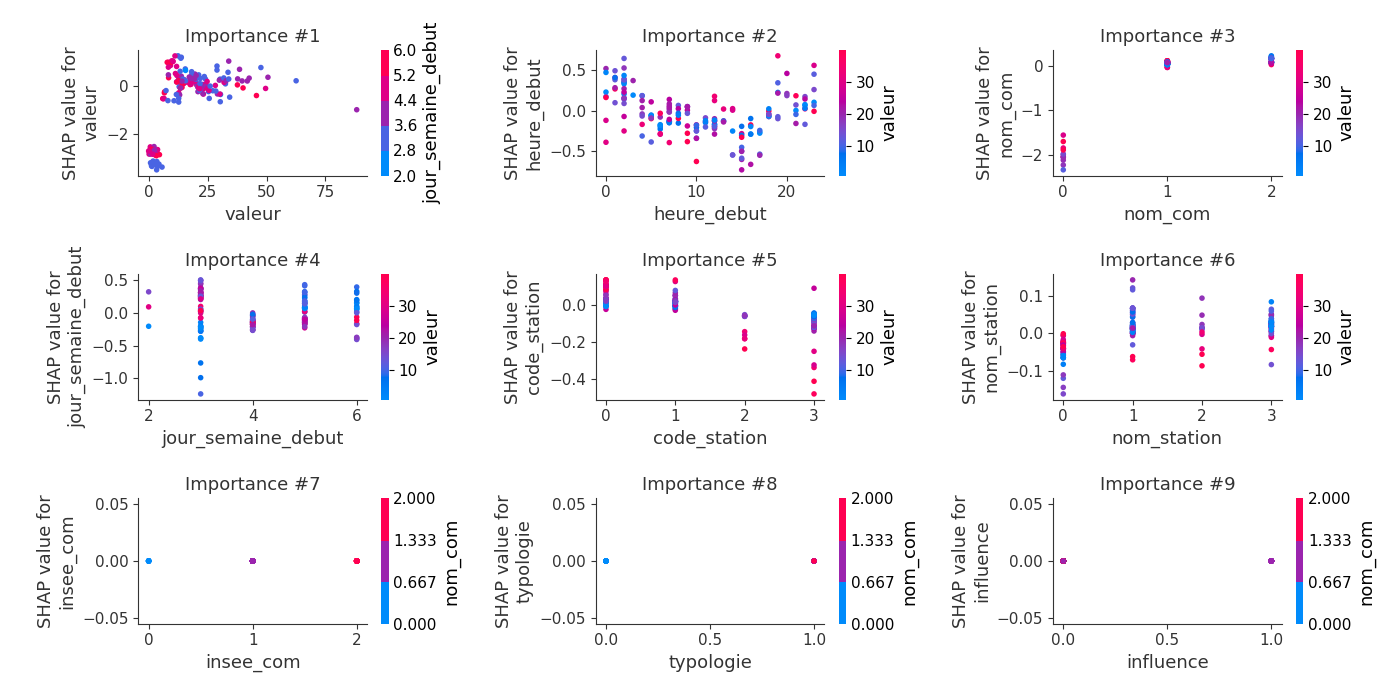 Importance #1
SHAP value for
valeur
0
−2
0
25
50
75
valeur
6.0
5.2
4.4
3.6
2.8
2.0
jour_semaine_debut
Importance #2
SHAP value for
heure_debut
0.5
0.0
−0.5
0
10
20
heure_debut
30
20
10
valeur
Importance #3
SHAP value for
nom_com
0
−1
−2
0
1
2
nom_com
30
20
10
valeur
Importance #4
SHAP value for
jour_semaine_debut
0.5
0.0
−0.5
−1.0
2
4
6
jour_semaine_debut
30
20
10
valeur
Importance #5
SHAP value for
code_station
0.0
−0.2
−0.4
0
1
2
3
code_station
30
20
10
valeur
Importance #6
SHAP value for
nom_station
0.1
0.0
−0.1
0
1
2
3
nom_station
30
20
10
valeur
Importance #7
SHAP value for
insee_com
0.05
0.00
−0.05
0
1
2
insee_com
2.000
1.333
0.667
0.000
nom_com
Importance #8
SHAP value for
typologie
0.05
0.00
−0.05
0.0
0.5
1.0
typologie
2.000
1.333
0.667
0.000
nom_com
Importance #9
SHAP value for
influence
0.05
0.00
−0.05
0.0
0.5
1.0
influence
2.000
1.333
0.667
0.000
nom_com